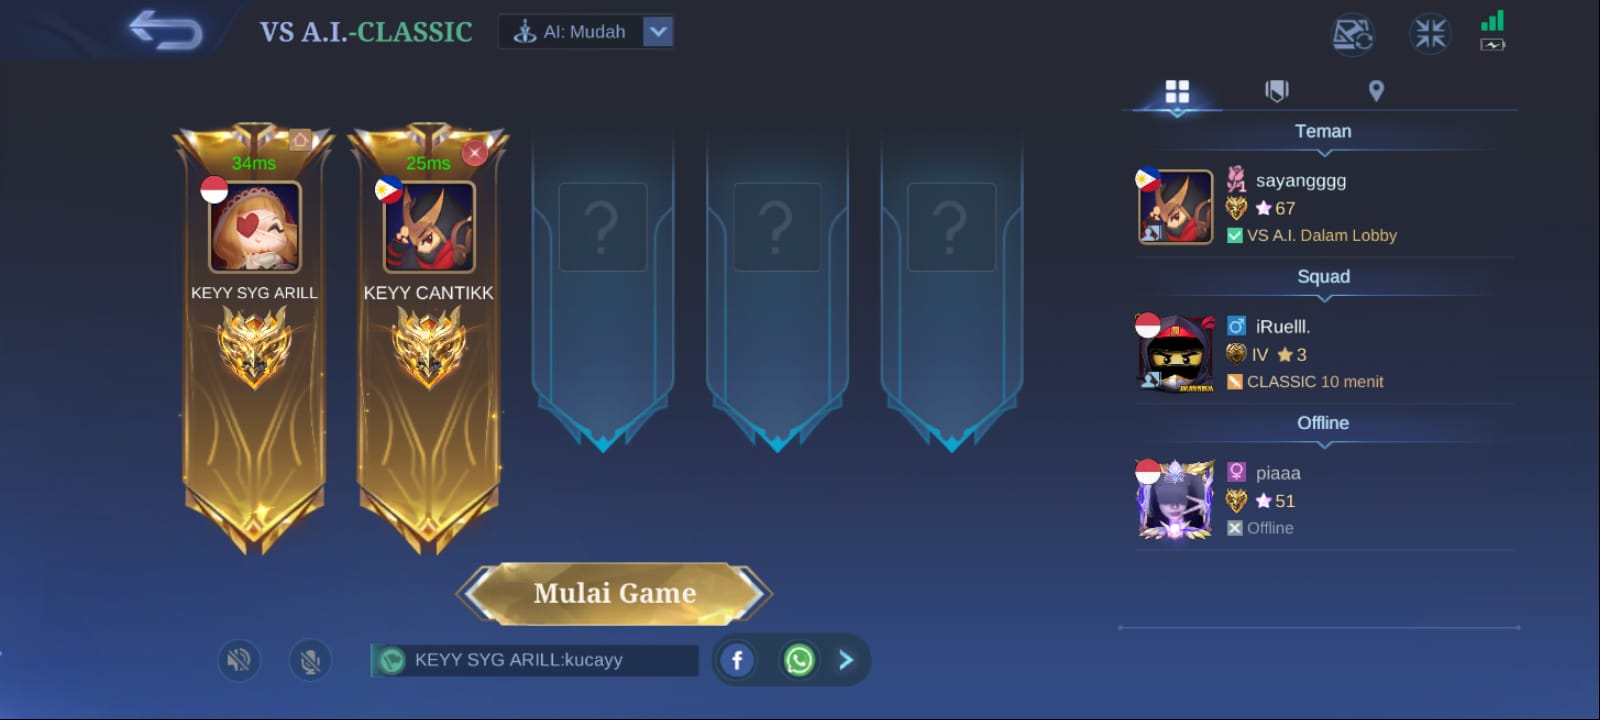 VS A.I.-CLASSIC
AI: Mudah
34ms
KEYY SYG ARILL
25ms
KEYY CANTIKK
?
?
?
Teman
sayangggg
67
VS A.I. Dalam Lobby
Squad
iRuelll.
IV 3
CLASSIC 10 menit
Offline
piaaa
51
Offline
Mulai Game
KEYY SYG ARILL:kucayy